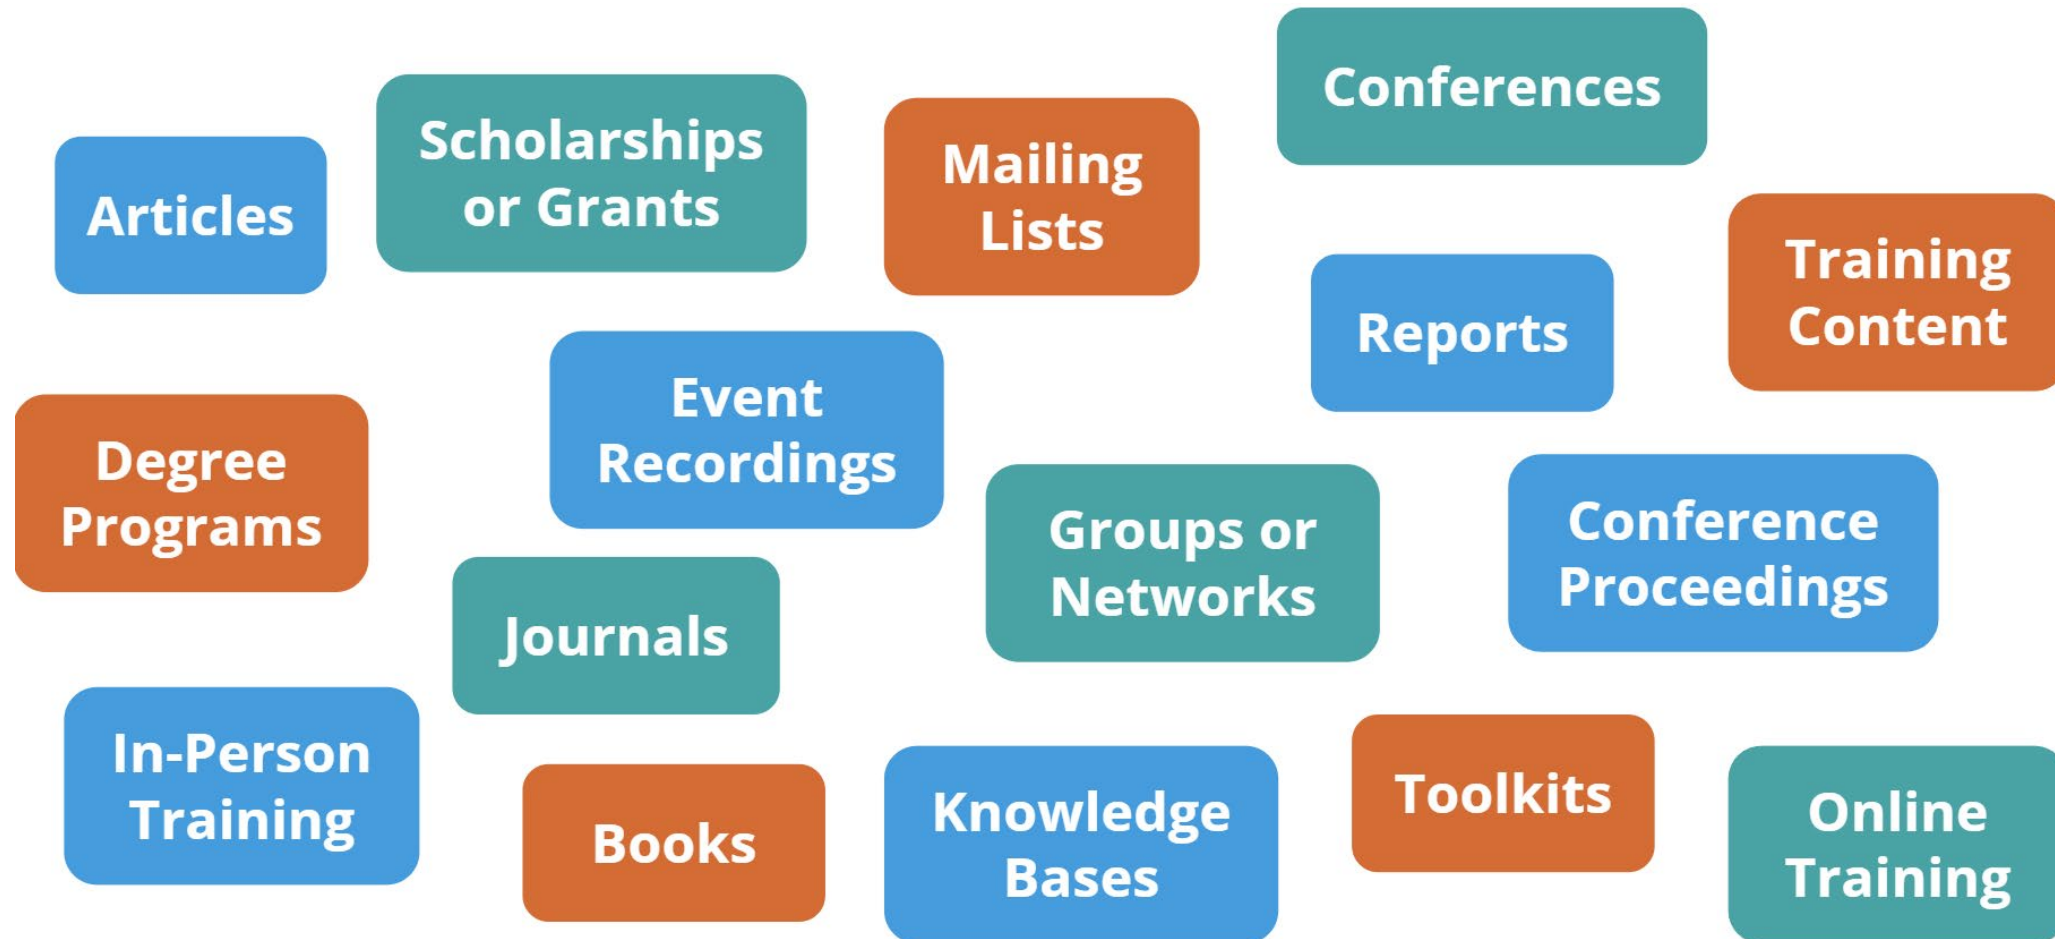 Conferences
Scholarships
or Grants
Mailing
Lists
Articles
Training
Content
Reports
Event
Recordings
Degree
Programs
Groups or
Networks
Conference
Proceedings
Journals
In-Person
Training
Books
Knowledge
Bases
Toolkits
Online
Training